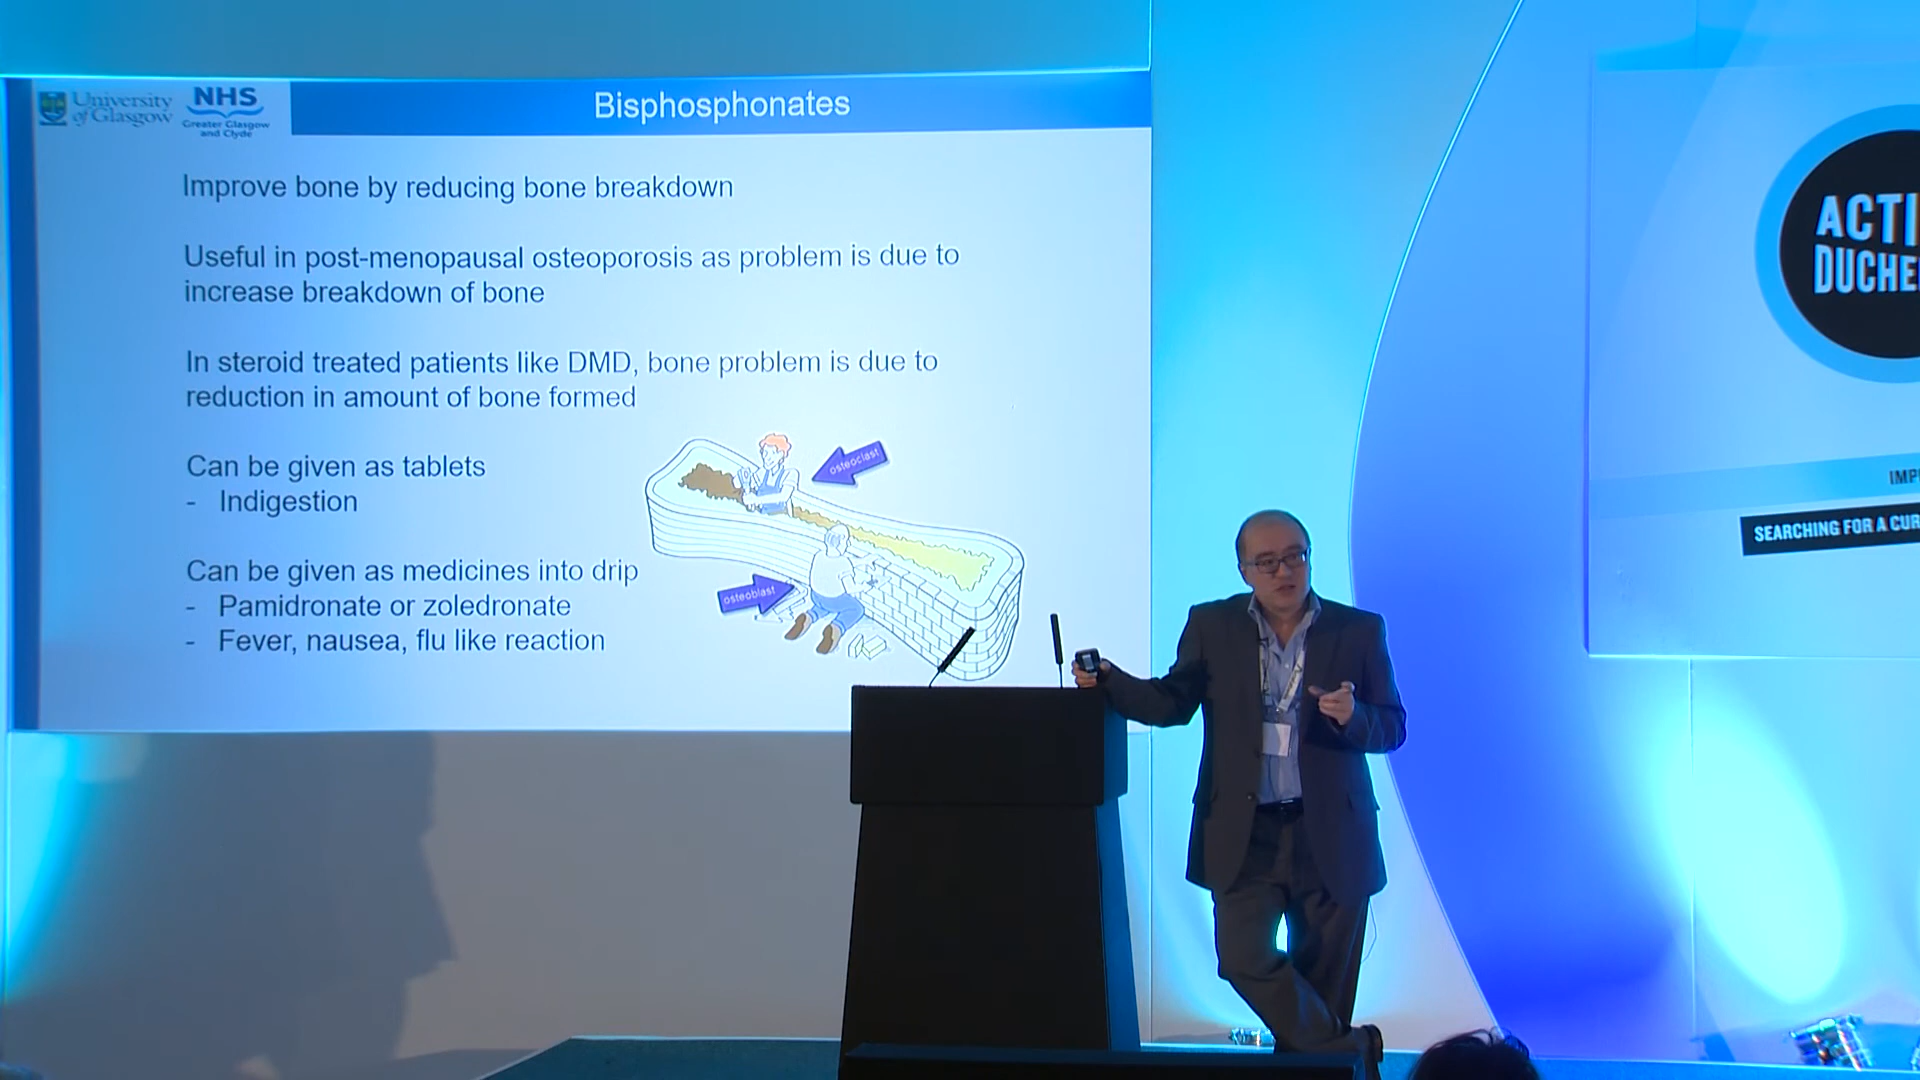 University
of Glasgow
NHS
Greater Glasgow
and Clyde
Bisphosphonates
Improve bone by reducing bone breakdown
Useful in post-menopausal osteoporosis as problem is due to
increase breakdown of bone
In steroid treated patients like DMD, bone problem is due to
reduction in amount of bone formed
Can be given as tablets
- Indigestion
Can be given as medicines into drip
- Pamidronate or zoledronate
- Fever, nausea, flu like reaction
osteoclast
osteoblast
ACTI
DUCHE
IMP
SEARCHING FOR A CUR